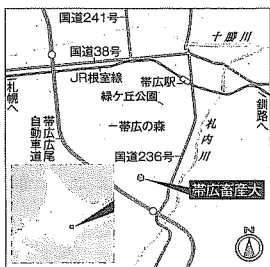 国道241号
十勝川
国道38号
JR根室線
帯広駅
緑ケ丘公園
札幌へ
釧路へ
帯広の森
帯広広尾自動車道
国道236号
札内川
帯広畜産大
N